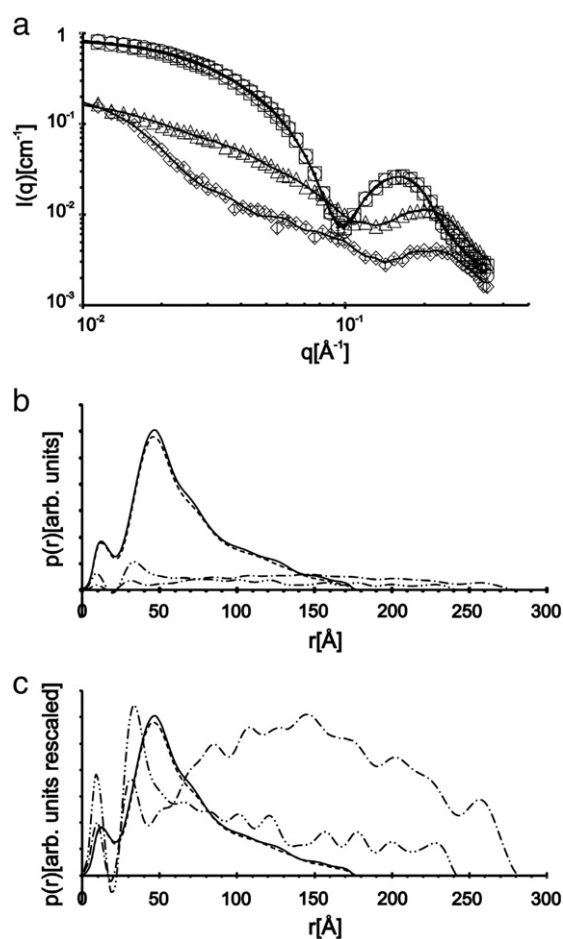 a
1
10⁻¹
10⁻²
10⁻³
I(q)[cm⁻¹]
10⁻² 10⁻¹
q[Å⁻¹]
b
p(r)[arb. units]
0 50 100 150 200 250 300
r[Å]
c
p(r)[arb. units rescaled]
0 50 100 150 200 250 300
r[Å]